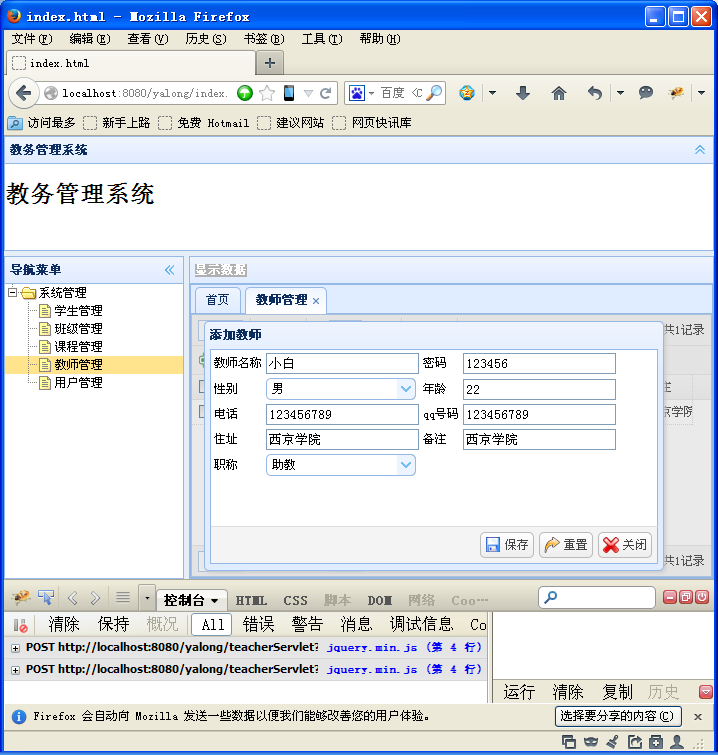 index.html - Mozilla Firefox
文件(F) 编辑(E) 查看(V) 历史(S) 书签(B) 工具(T) 帮助(H)
index.html
localhost:8080/yalong/index. 百度
访问最多 新手上路 免费 Hotmail 建议网站 网页快讯库
教务管理系统
教务管理系统
导航菜单 显示数据
系统管理 首页 教师管理
学生管理
班级管理 共1记录
课程管理
教师管理
用户管理
添加教师
教师名称 小白 密码 123456
性别 男 年龄 22
电话 123456789 qq号码 123456789
住址 西京学院 备注 西京学院
职称 助教
保存 重置 关闭
共1记录
控制台 HTML CSS 脚本 DOM 网络 Coo...
清除 保持 概况 All 错误 警告 消息 调试信息 Co
POST http://localhost:8080/yalong/teacherServlet? jquery.min.js (第 4 行)
POST http://localhost:8080/yalong/teacherServlet? jquery.min.js (第 4 行)
运行 清除 复制 历史
Firefox 会自动向 Mozilla 发送一些数据以便我们能够改善您的用户体验。 选择要分享的内容(C)